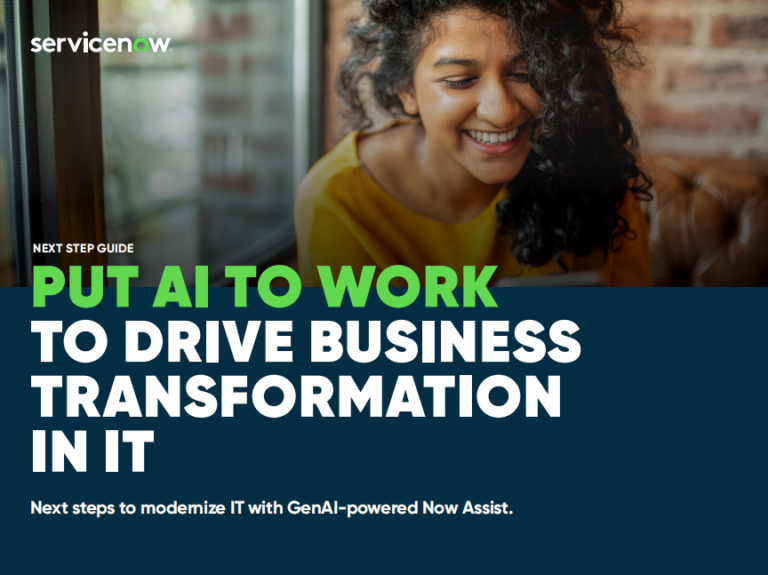 servicenow
NEXT STEP GUIDE
PUT AI TO WORK
TO DRIVE BUSINESS
TRANSFORMATION
IN IT
Next steps to modernize IT with GenAI-powered Now Assist.